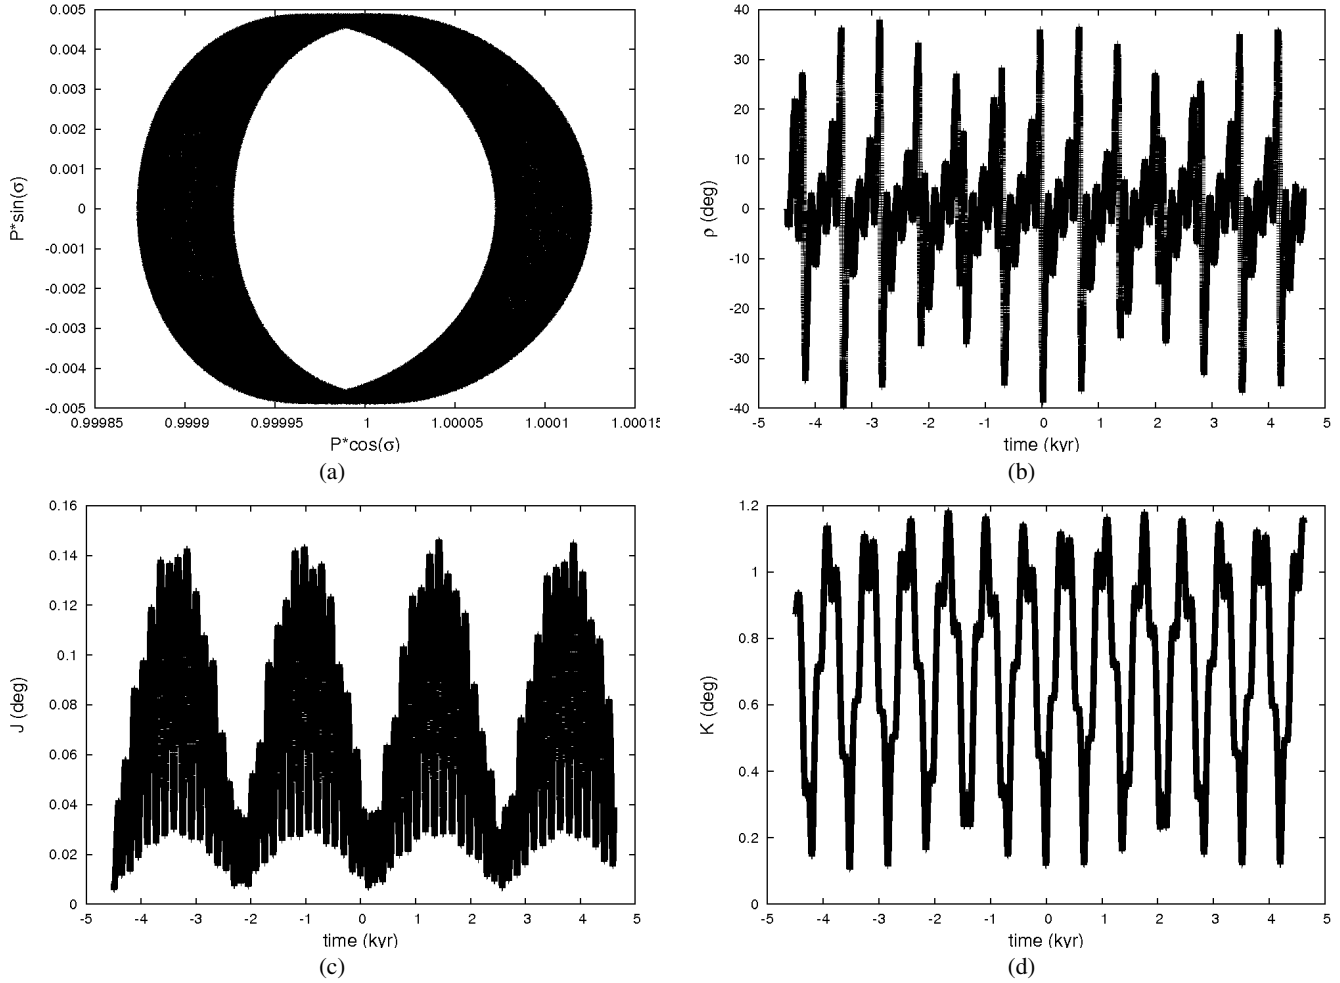 0.005
0.004
0.003
0.002
0.001
0
-0.001
-0.002
-0.003
-0.004
-0.005
P*sin(σ)
0.99985 0.9999 0.99995 1 1.00005 1.0001 1.00015
P*cos(σ)
(a)
40
30
20
10
0
-10
-20
-30
-40
ρ (deg)
-5 -4 -3 -2 -1 0 1 2 3 4 5
time (kyr)
(b)
0.16
0.14
0.12
0.1
0.08
0.06
0.04
0.02
0
J (deg)
-5 -4 -3 -2 -1 0 1 2 3 4 5
time (kyr)
(c)
1.2
1
0.8
0.6
0.4
0.2
0
K (deg)
-5 -4 -3 -2 -1 0 1 2 3 4 5
time (kyr)
(d)